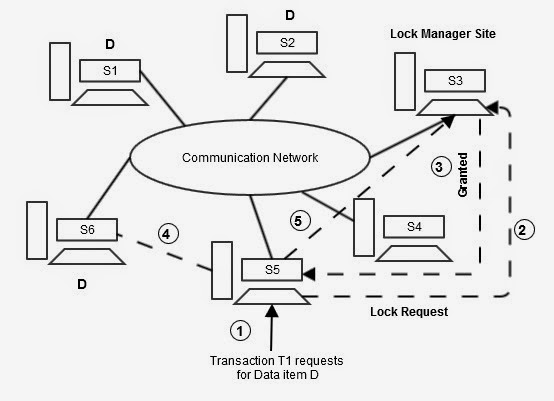 D
D
Lock Manager Site
S1
S2
S3
Communication Network
3
Granted
2
S6
4
5
S4
D
S5
1
Lock Request
Transaction T1 requests
for Data item D